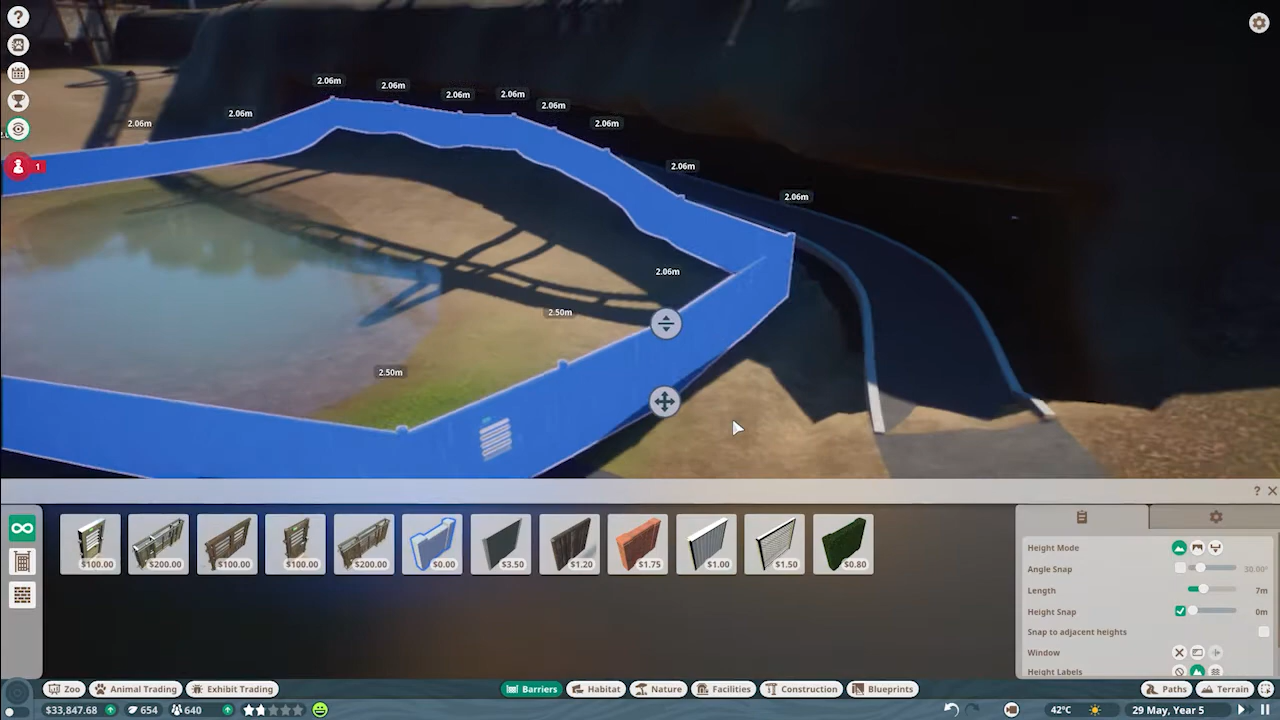 ?
1
2.06m
2.06m
2.06m
2.06m
2.06m
2.06m
2.06m
2.06m
2.06m
2.06m
2.06m
2.50m
2.50m
?
$100.00
$200.00
$100.00
$100.00
$200.00
$0.00
$3.50
$1.20
$1.75
$1.00
$1.50
$0.80
Height Mode
Angle Snap 30.00°
Length 7m
Height Snap 0m
Snap to adjacent heights
Window
Height Labels
Zoo Animal Trading Exhibit Trading Barriers Habitat Nature Facilities Construction Blueprints Paths Terrain
$33,847.68 654 640 42°C 29 May, Year 5